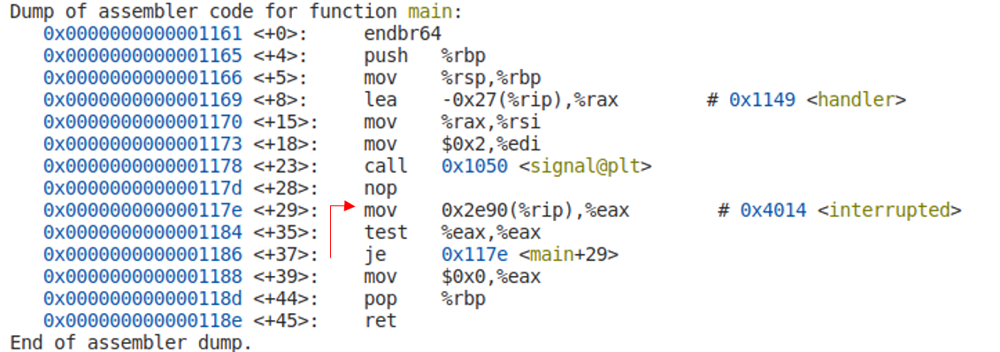 Dump of assembler code for function main:
0x0000000000001161 <+0>: endbr64
0x0000000000001165 <+4>: push %rbp
0x0000000000001166 <+5>: mov %rsp,%rbp
0x0000000000001169 <+8>: lea -0x27(%rip),%rax # 0x1149 <handler>
0x0000000000001170 <+15>: mov %rax,%rsi
0x0000000000001173 <+18>: mov $0x2,%edi
0x0000000000001178 <+23>: call 0x1050 <signal@plt>
0x000000000000117d <+28>: nop
0x000000000000117e <+29>: mov 0x2e90(%rip),%eax # 0x4014 <interrupted>
0x0000000000001184 <+35>: test %eax,%eax
0x0000000000001186 <+37>: je 0x117e <main+29>
0x0000000000001188 <+39>: mov $0x0,%eax
0x000000000000118d <+44>: pop %rbp
0x000000000000118e <+45>: ret
End of assembler dump.